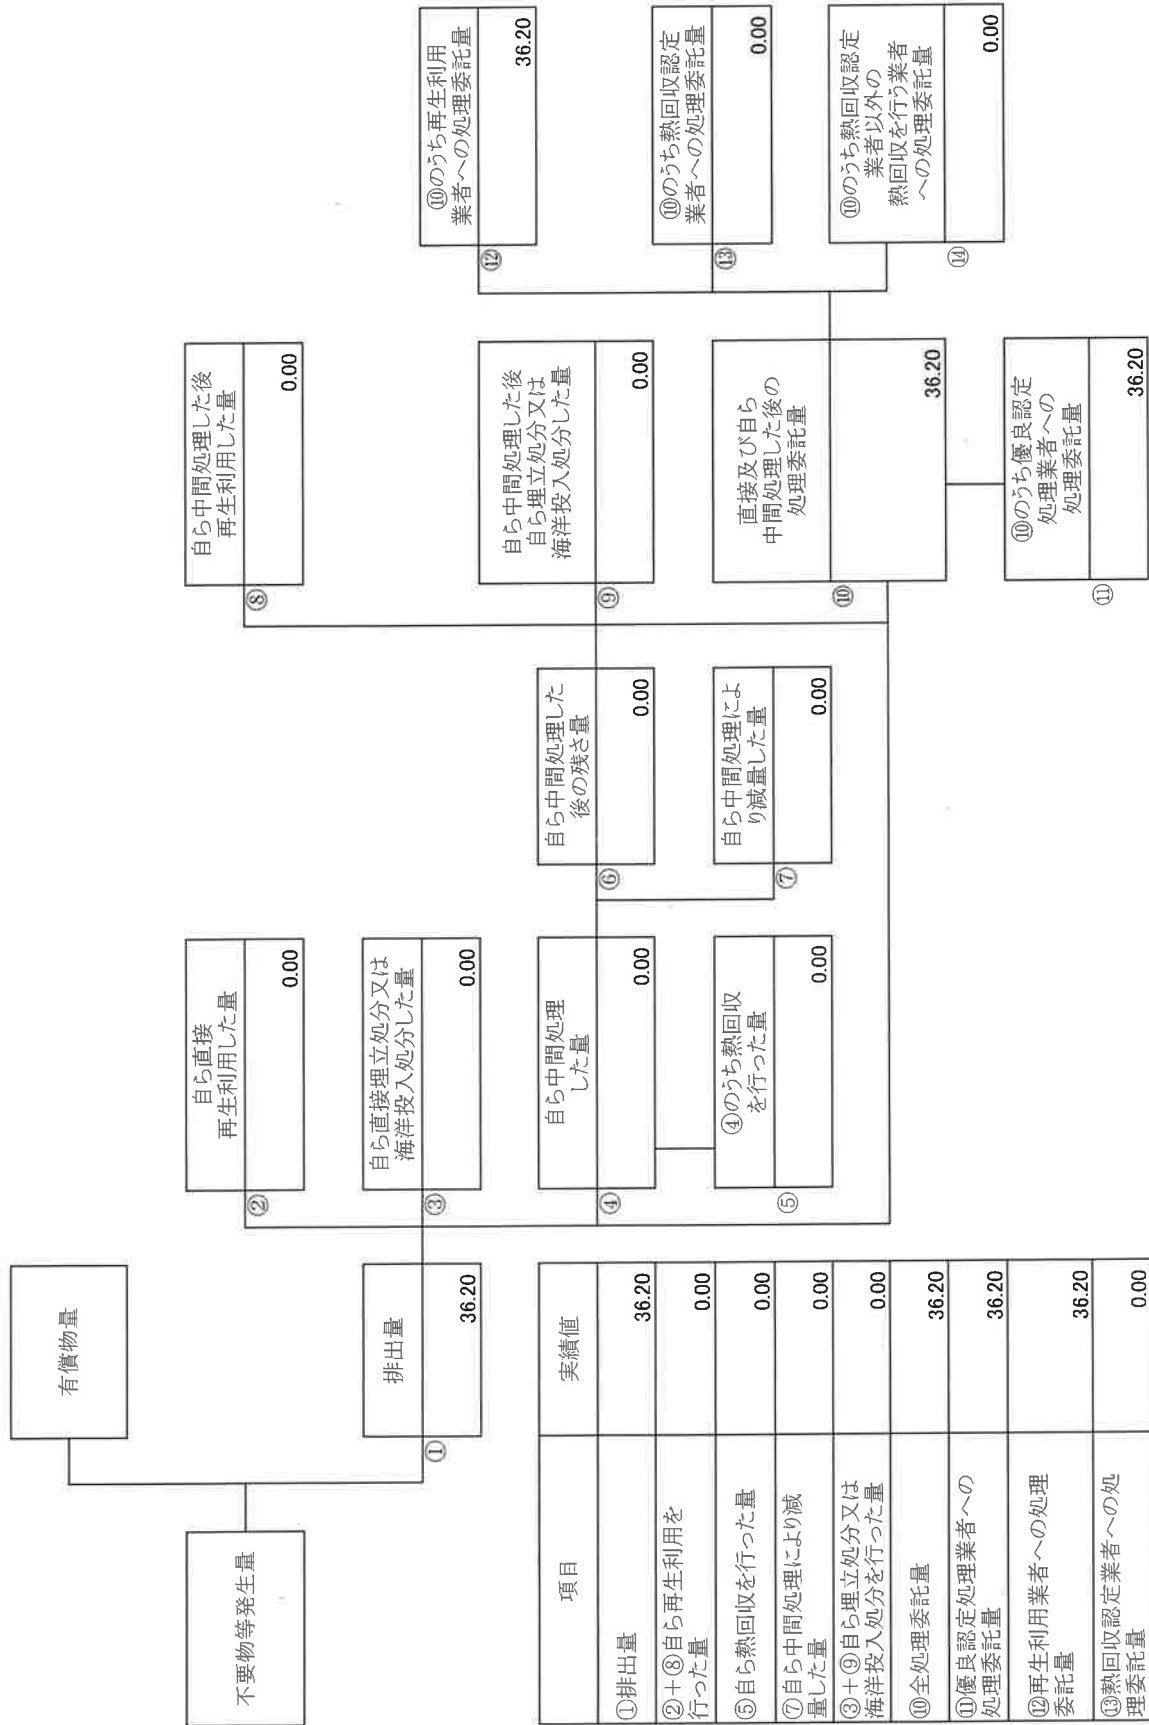 不要物等発生量
有償物量
排出量
①
36.20
自ら直接
再生利用した量
②
0.00
自ら直接埋立処分又は
海洋投入処分した量
③
0.00
自ら中間処理
した量
④
0.00
④のうち熱回収
を行った量
⑤
0.00
自ら中間処理した
後の残さ量
⑥
0.00
自ら中間処理によ
り減量した量
⑦
0.00
自ら中間処理した後
再生利用した量
⑧
0.00
自ら中間処理した後
自ら埋立処分又は
海洋投入処分した量
⑨
0.00
直接及び自ら
中間処理した後の
処理委託量
⑩
36.20
⑩のうち優良認定
処理業者への
処理委託量
⑪
36.20
⑩のうち再生利用
業者への処理委託量
⑫
36.20
⑩のうち熱回収認定
業者への処理委託量
⑬
0.00
⑩のうち熱回収認定
業者以外の
熱回収を行う業者
への処理委託量
⑭
0.00
項目 実績値
①排出量 36.20
②+⑧自ら再生利用を
行った量 0.00
⑤自ら熱回収を行った量 0.00
⑦自ら中間処理により減
量した量 0.00
③+⑨自ら埋立処分又は
海洋投入処分を行った量 0.00
⑩全処理委託量 36.20
⑪優良認定処理業者への
処理委託量 36.20
⑫再生利用業者への処理
委託量 36.20
⑬熱回収認定業者への処
理委託量 0.00